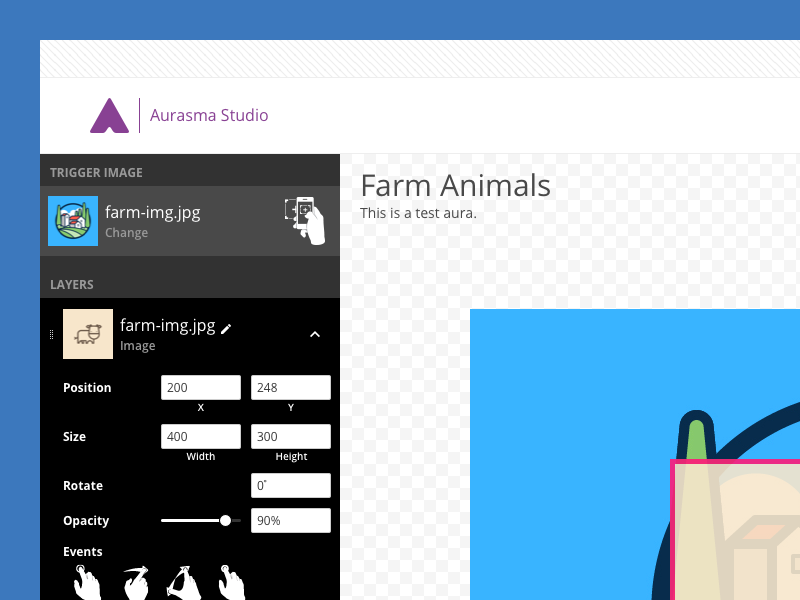 Aurasma Studio
TRIGGER IMAGE
farm-img.jpg
Change
LAYERS
farm-img.jpg
Image
Position 200 248
X Y
Size 400 300
Width Height
Rotate 0°
Opacity 90%
Events
Farm Animals
This is a test aura.